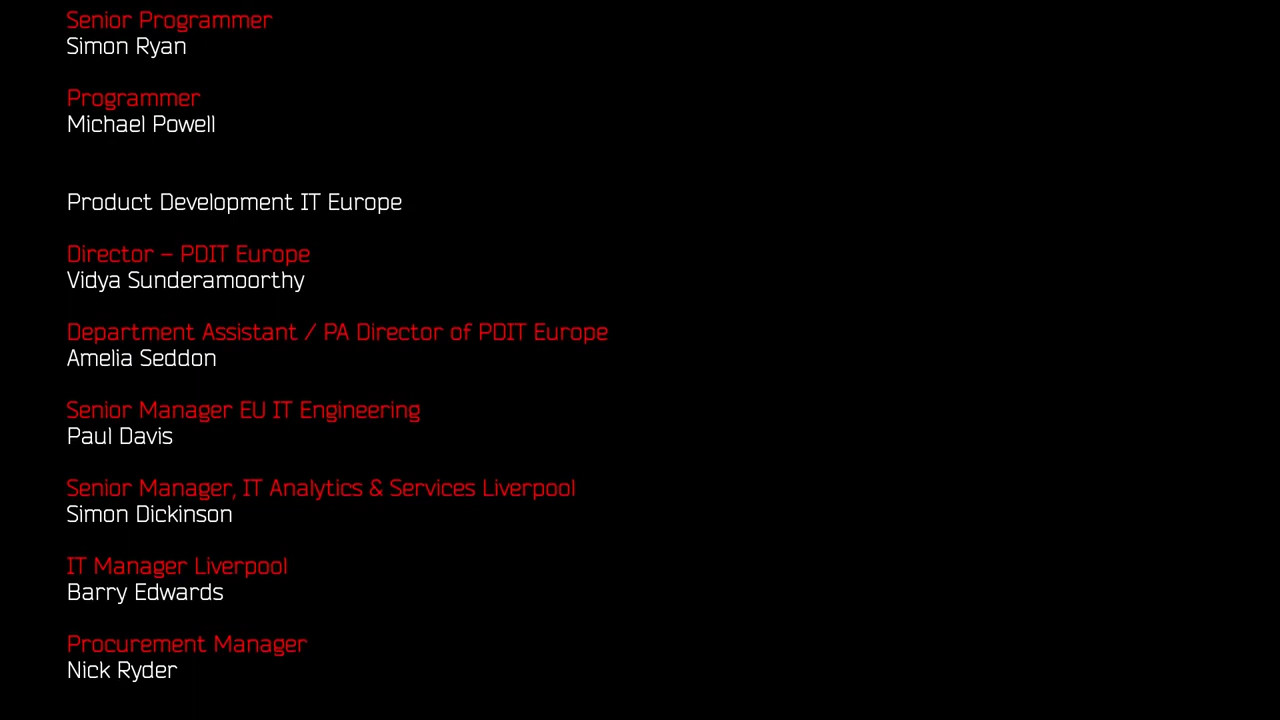 Senior Programmer
Simon Ryan
Programmer
Michael Powell
Product Development IT Europe
Director – PDIT Europe
Vidya Sunderamoorthy
Department Assistant / PA Director of PDIT Europe
Amelia Seddon
Senior Manager EU IT Engineering
Paul Davis
Senior Manager, IT Analytics & Services Liverpool
Simon Dickinson
IT Manager Liverpool
Barry Edwards
Procurement Manager
Nick Ryder